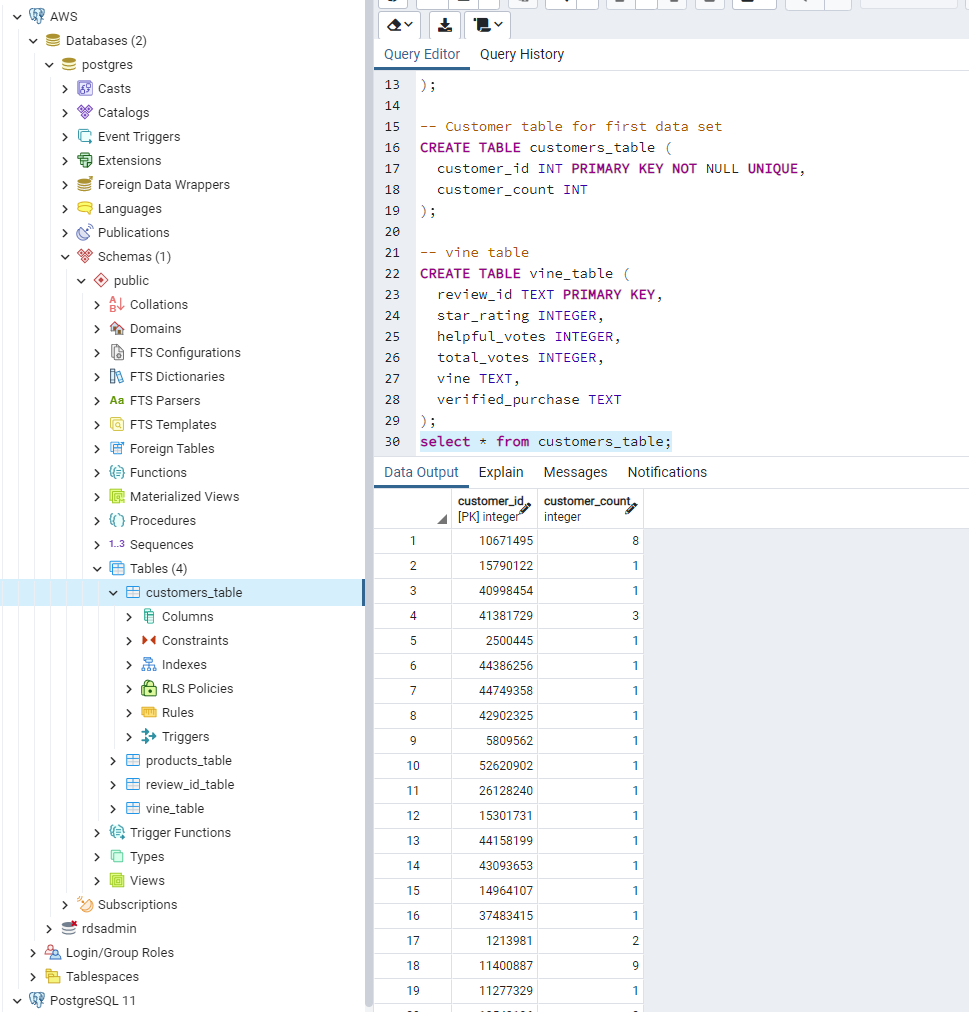 AWS
Databases (2)
postgres
Casts
Catalogs
Event Triggers
Extensions
Foreign Data Wrappers
Languages
Publications
Schemas (1)
public
Collations
Domains
FTS Configurations
FTS Dictionaries
Aa FTS Parsers
FTS Templates
Foreign Tables
Functions
Materialized Views
Procedures
1..3 Sequences
Tables (4)
customers_table
Columns
Constraints
Indexes
RLS Policies
Rules
Triggers
products_table
review_id_table
vine_table
Trigger Functions
Types
Views
Subscriptions
rdsadmin
Login/Group Roles
Tablespaces
PostgreSQL 11
Query Editor Query History
13 );
14
15 -- Customer table for first data set
16 CREATE TABLE customers_table (
17 customer_id INT PRIMARY KEY NOT NULL UNIQUE,
18 customer_count INT
19 );
20
21 -- vine table
22 CREATE TABLE vine_table (
23 review_id TEXT PRIMARY KEY,
24 star_rating INTEGER,
25 helpful_votes INTEGER,
26 total_votes INTEGER,
27 vine TEXT,
28 verified_purchase TEXT
29 );
30 select * from customers_table;
Data Output Explain Messages Notifications
customer_id customer_count
[PK] integer integer
1 10671495 8
2 15790122 1
3 40998454 1
4 41381729 3
5 2500445 1
6 44386256 1
7 44749358 1
8 42902325 1
9 5809562 1
10 52620902 1
11 26128240 1
12 15301731 1
13 44158199 1
14 43093653 1
15 14964107 1
16 37483415 1
17 1213981 2
18 11400887 9
19 11277329 1